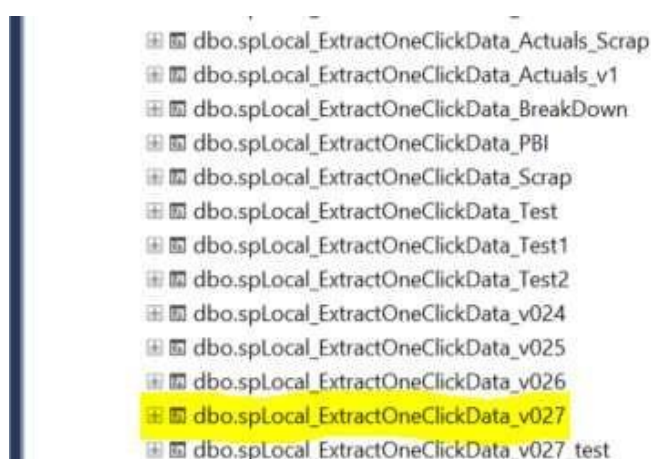 dbo.spLocal_ExtractOneClickData_Actuals_Scrap
dbo.spLocal_ExtractOneClickData_Actuals_v1
dbo.spLocal_ExtractOneClickData_BreakDown
dbo.spLocal_ExtractOneClickData_PBI
dbo.spLocal_ExtractOneClickData_Scrap
dbo.spLocal_ExtractOneClickData_Test
dbo.spLocal_ExtractOneClickData_Test1
dbo.spLocal_ExtractOneClickData_Test2
dbo.spLocal_ExtractOneClickData_v024
dbo.spLocal_ExtractOneClickData_v025
dbo.spLocal_ExtractOneClickData_v026
dbo.spLocal_ExtractOneClickData_v027
dbo.spLocal_ExtractOneClickData_v027_test